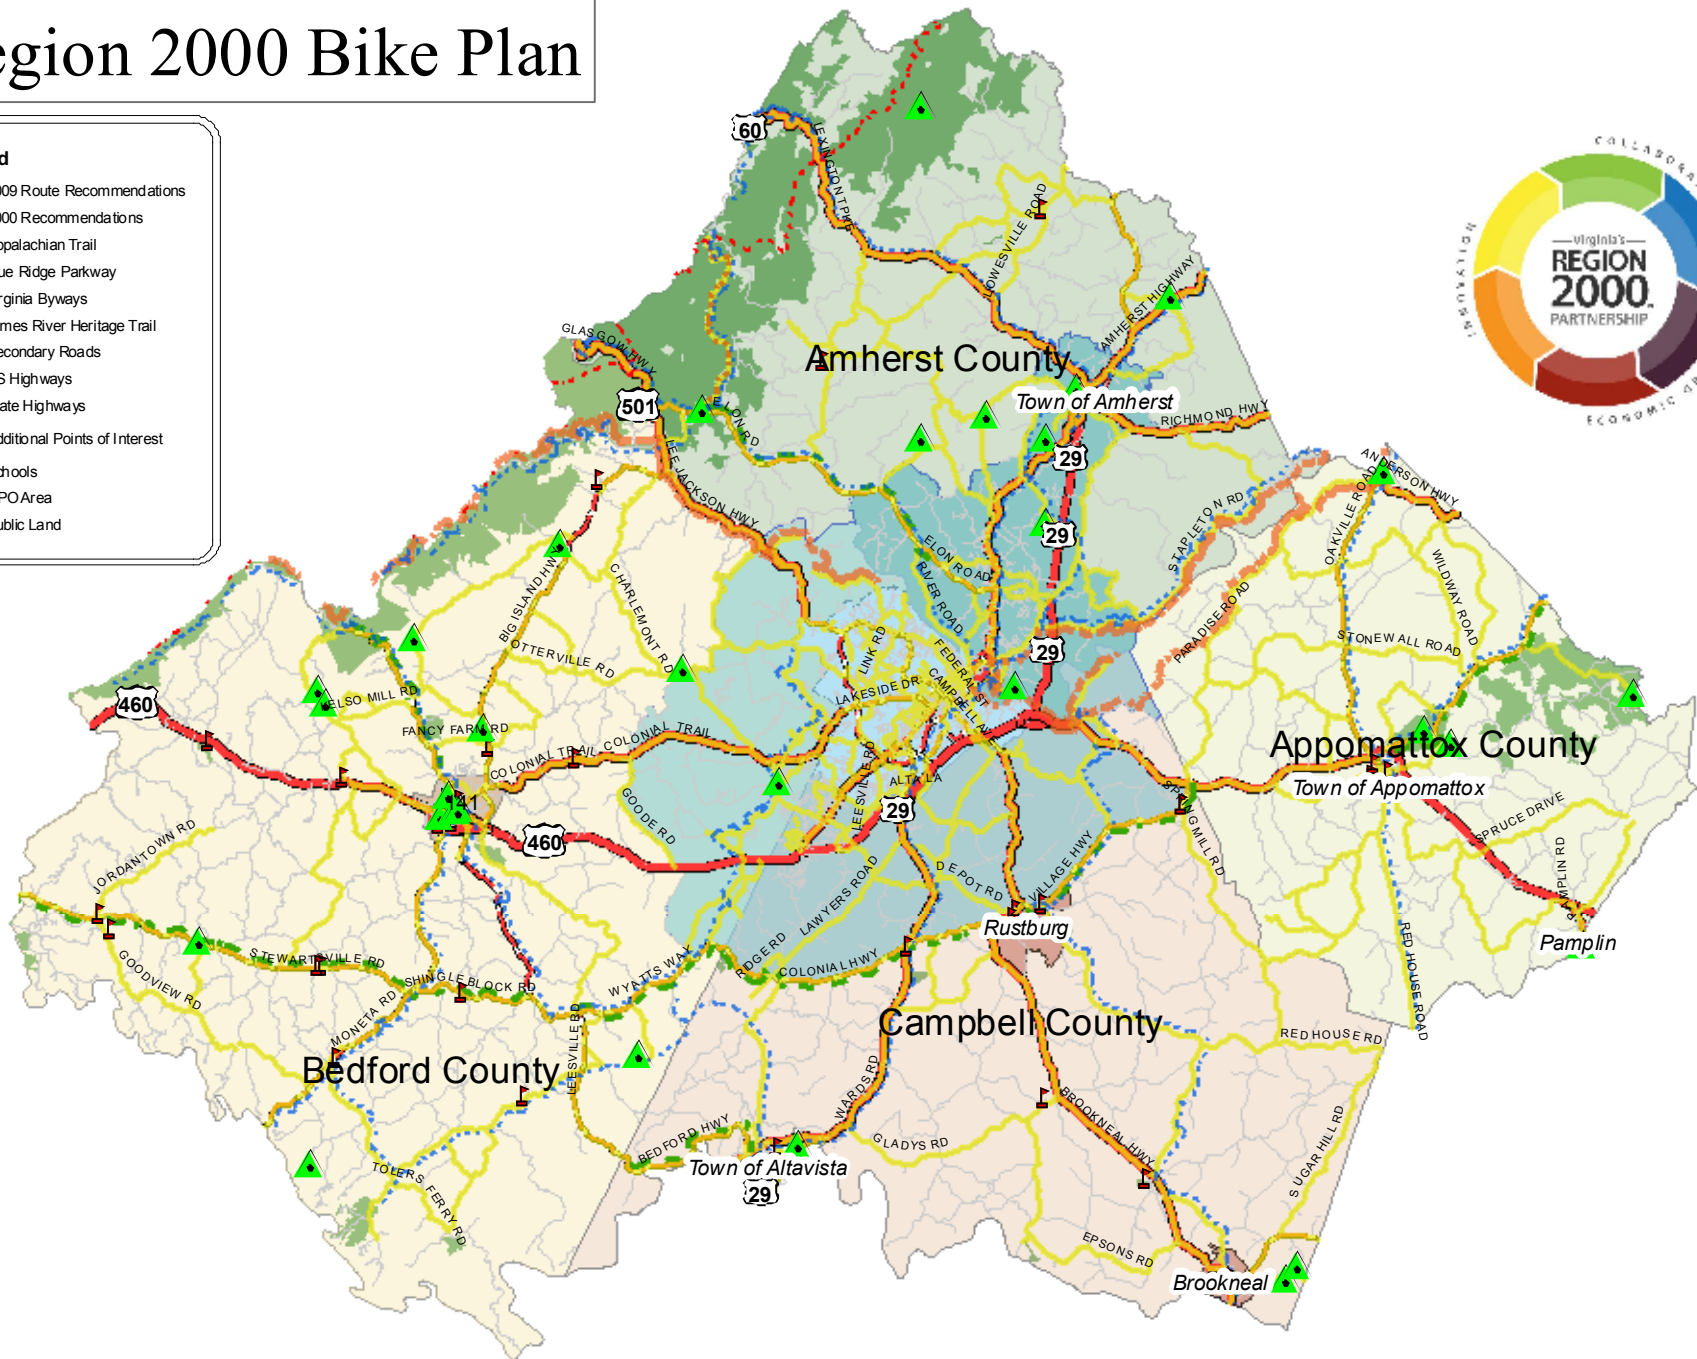 egion 2000 Bike Plan
d
009 Route Recommendations
000 Recommendations
ppalachian Trail
ue Ridge Parkway
rginia Byways
mes River Heritage Trail
econdary Roads
S Highways
ate Highways
dditional Points of Interest
chools
PO Area
ublic Land
COLLABORA
INNOVATION
Virginia's
REGION
2000
PARTNERSHIP
ECONOMIC D
60
LEXINGTON TPKE
LOWESVILLE ROAD
AMHERST HIGHWAY
GLASGOW HWY
Amherst County
Town of Amherst
501
ELON RD
RICHMOND HWY
LEE JACKSON HWY
29
29
STAPLETON RD
ANDERSON HWY
OAKVILLE ROAD
WILDWAY ROAD
ELON ROAD
RIVER ROAD
BIG ISLAND HWY
CHARLEMONT RD
OTTERVILLE RD
PARADISE ROAD
STONEWALL ROAD
LINK RD
FEDERAL ST
29
CAMPBELL AV
LAKESIDE DR
460
ELSO MILL RD
FANCY FARM RD
COLONIAL TRAIL
COLONIAL TRAIL
Appomattox County
Town of Appomattox
ALTA LA
LEESVILLE RD
29
41
GOODE RD
460
SPRING MILL RD
SPRUCE DRIVE
JORDANTOWN RD
LAWYERS ROAD
DEPOT RD
VILLAGE HWY
PAMPLIN RD
Rustburg
Pamplin
STEWARTSVILLE RD
GOODVIEW RD
SHINGLE BLOCK RD
WYATTS WAY
RIDGE RD
COLONIAL HWY
RED HOUSE ROAD
MONETA RD
Campbell County
RED HOUSE RD
Bedford County
LEESVILLE RD
WARDS RD
BROOKNEAL HWY
BEDFORD HWY
GLADYS RD
SUGAR HILL RD
Town of Altavista
29
TOLERS FERRY RD
EPSONS RD
Brookneal